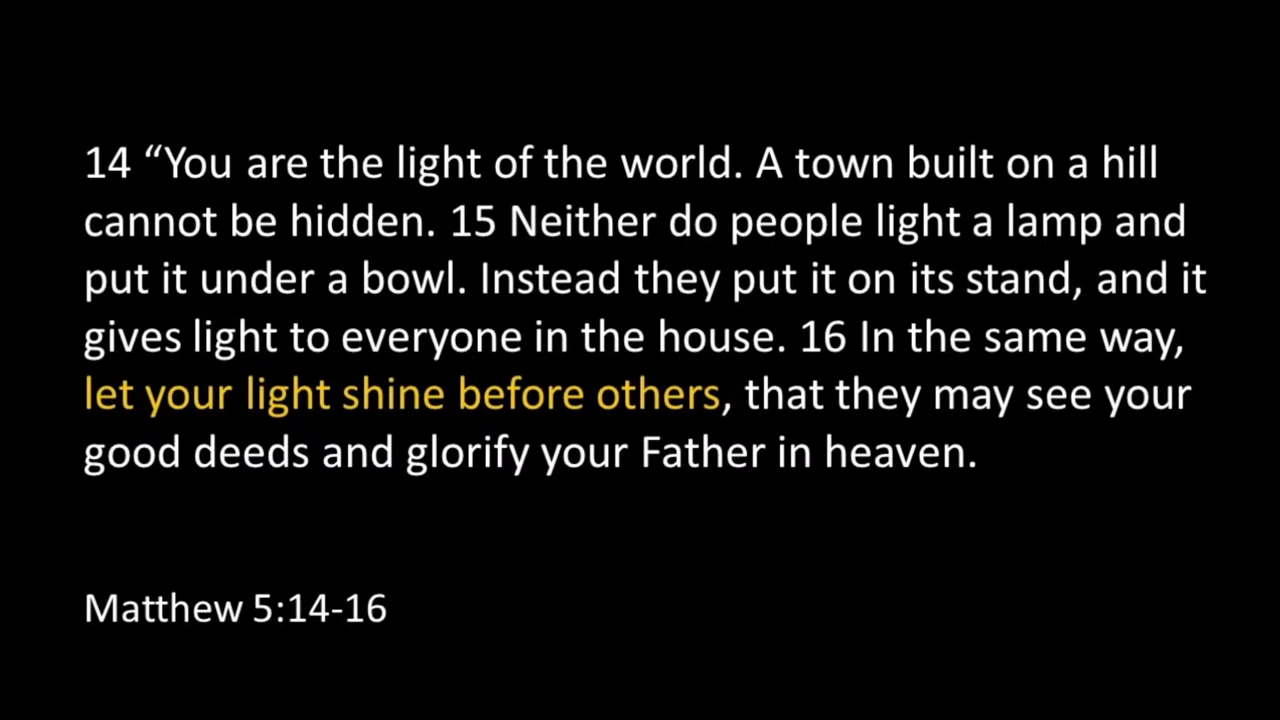 14 “You are the light of the world. A town built on a hill
cannot be hidden. 15 Neither do people light a lamp and
put it under a bowl. Instead they put it on its stand, and it
gives light to everyone in the house. 16 In the same way,
let your light shine before others, that they may see your
good deeds and glorify your Father in heaven.
Matthew 5:14-16